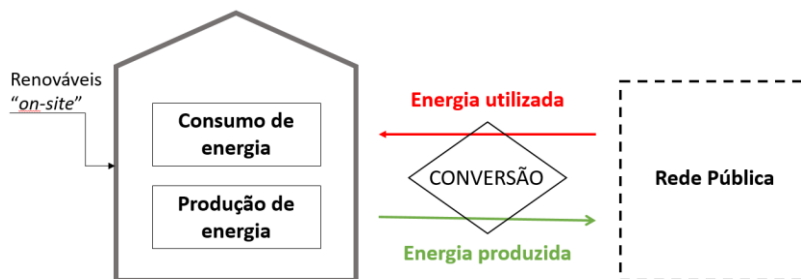 Renováveis
“on-site”
Consumo de
energia
Produção de
energia
Energia utilizada
CONVERSÃO
Energia produzida
Rede Pública